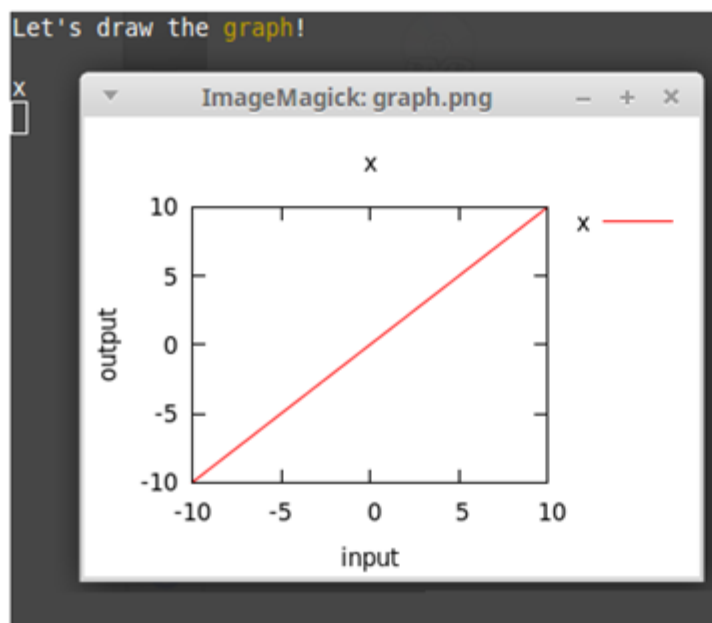 Let's draw the graph!
x
ImageMagick: graph.png
x
10
x
5
output
0
-5
-10
-10 -5 0 5 10
input